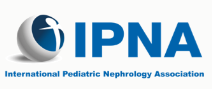 IPNA
International Pediatric Nephrology Association